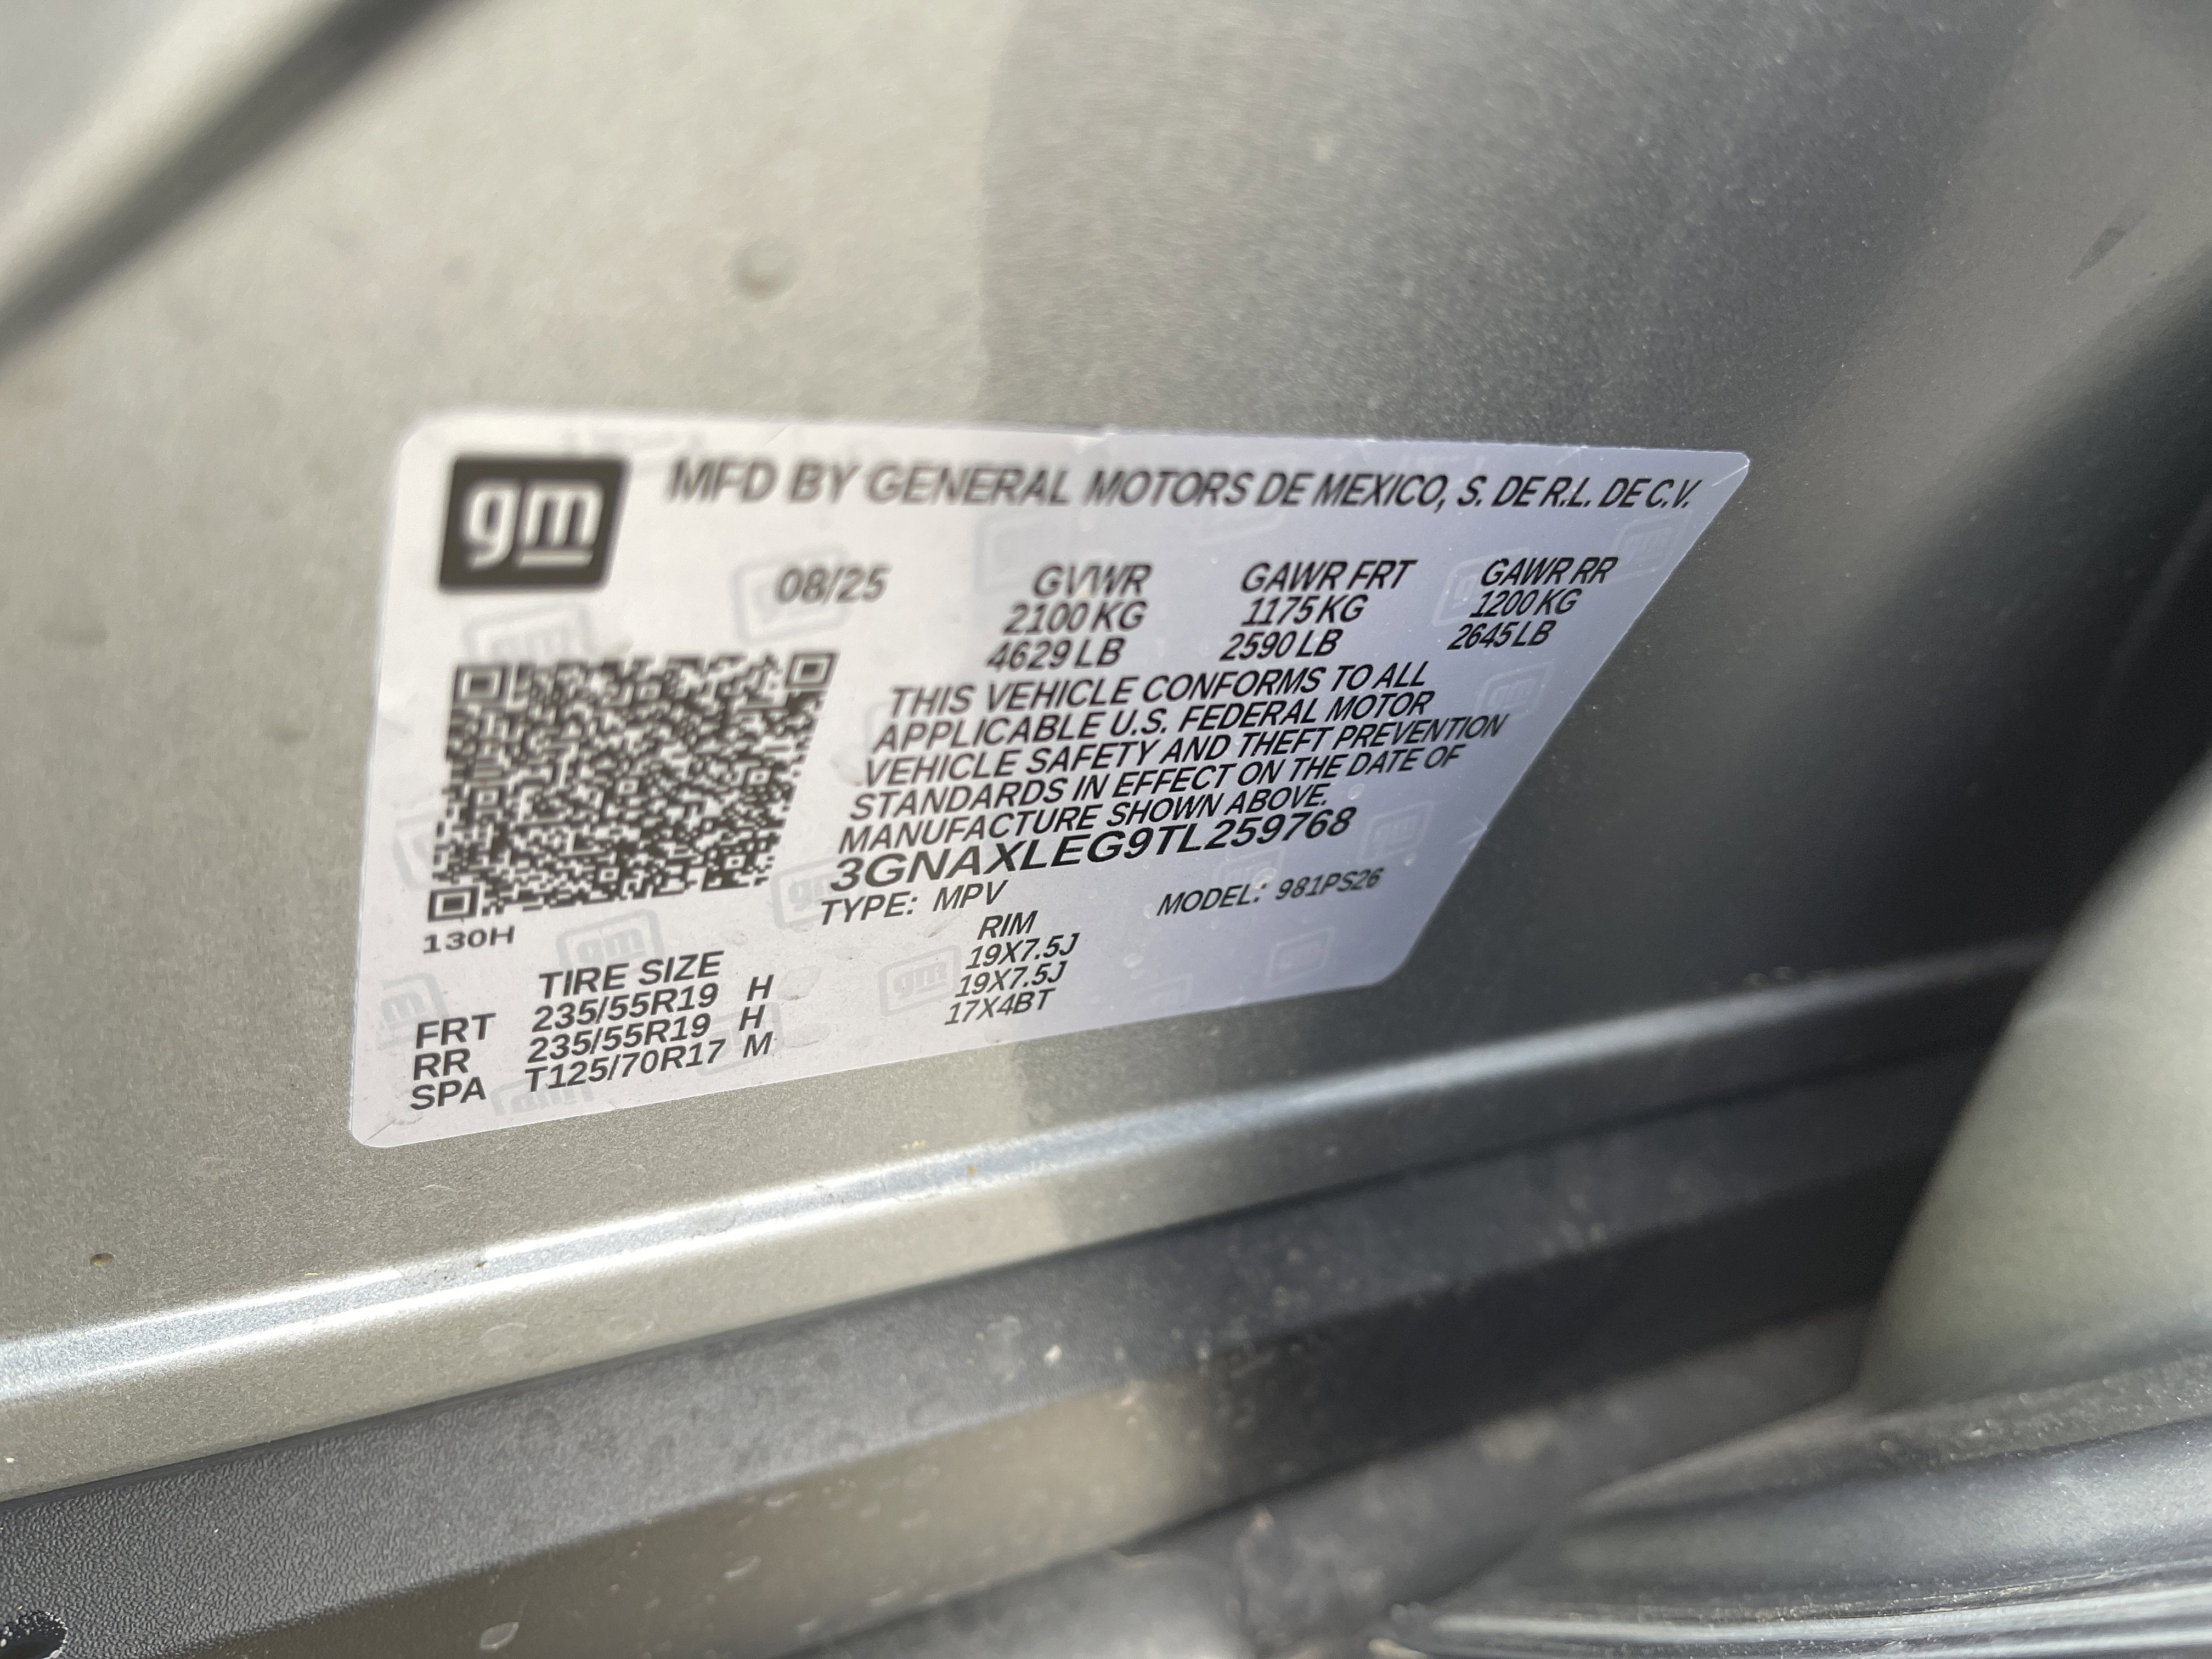 gm
MFD BY GENERAL MOTORS DE MEXICO, S. DE R.L. DE C.V.
08/25 GVWR GAWR FRT GAWR RR
2100 KG 1175 KG 1200 KG
4629 LB 2590 LB 2645 LB
THIS VEHICLE CONFORMS TO ALL
APPLICABLE U.S. FEDERAL MOTOR
VEHICLE SAFETY AND THEFT PREVENTION
STANDARDS IN EFFECT ON THE DATE OF
MANUFACTURE SHOWN ABOVE.
3GNAXLEG9TL259768
TYPE: MPV MODEL: 981PS26
130H
TIRE SIZE RIM
FRT 235/55R19 H 19X7.5J
RR 235/55R19 H 19X7.5J
SPA T125/70R17 M 17X4BT